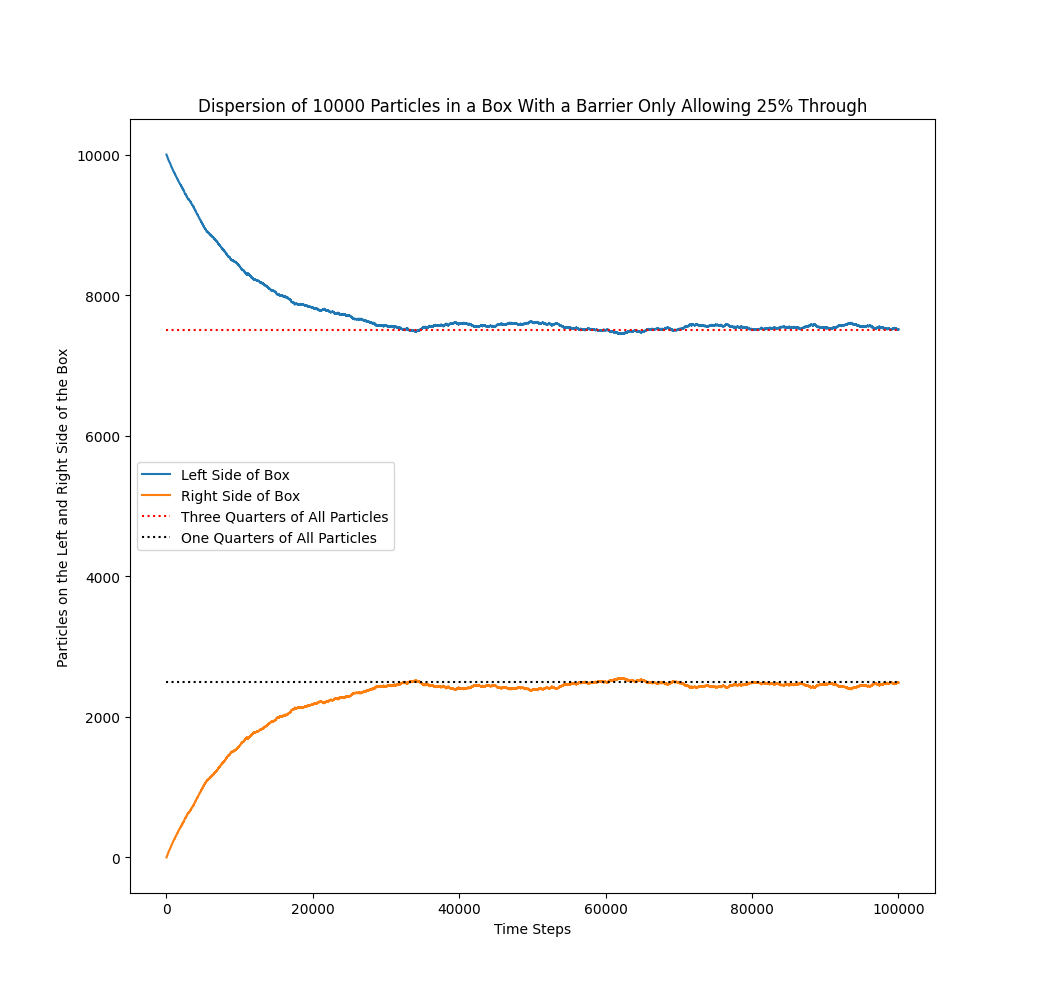 Dispersion of 10000 Particles in a Box With a Barrier Only Allowing 25% Through
Particles on the Left and Right Side of the Box
10000
8000
6000
4000
2000
0
Left Side of Box
Right Side of Box
Three Quarters of All Particles
One Quarters of All Particles
0 20000 40000 60000 80000 100000
Time Steps